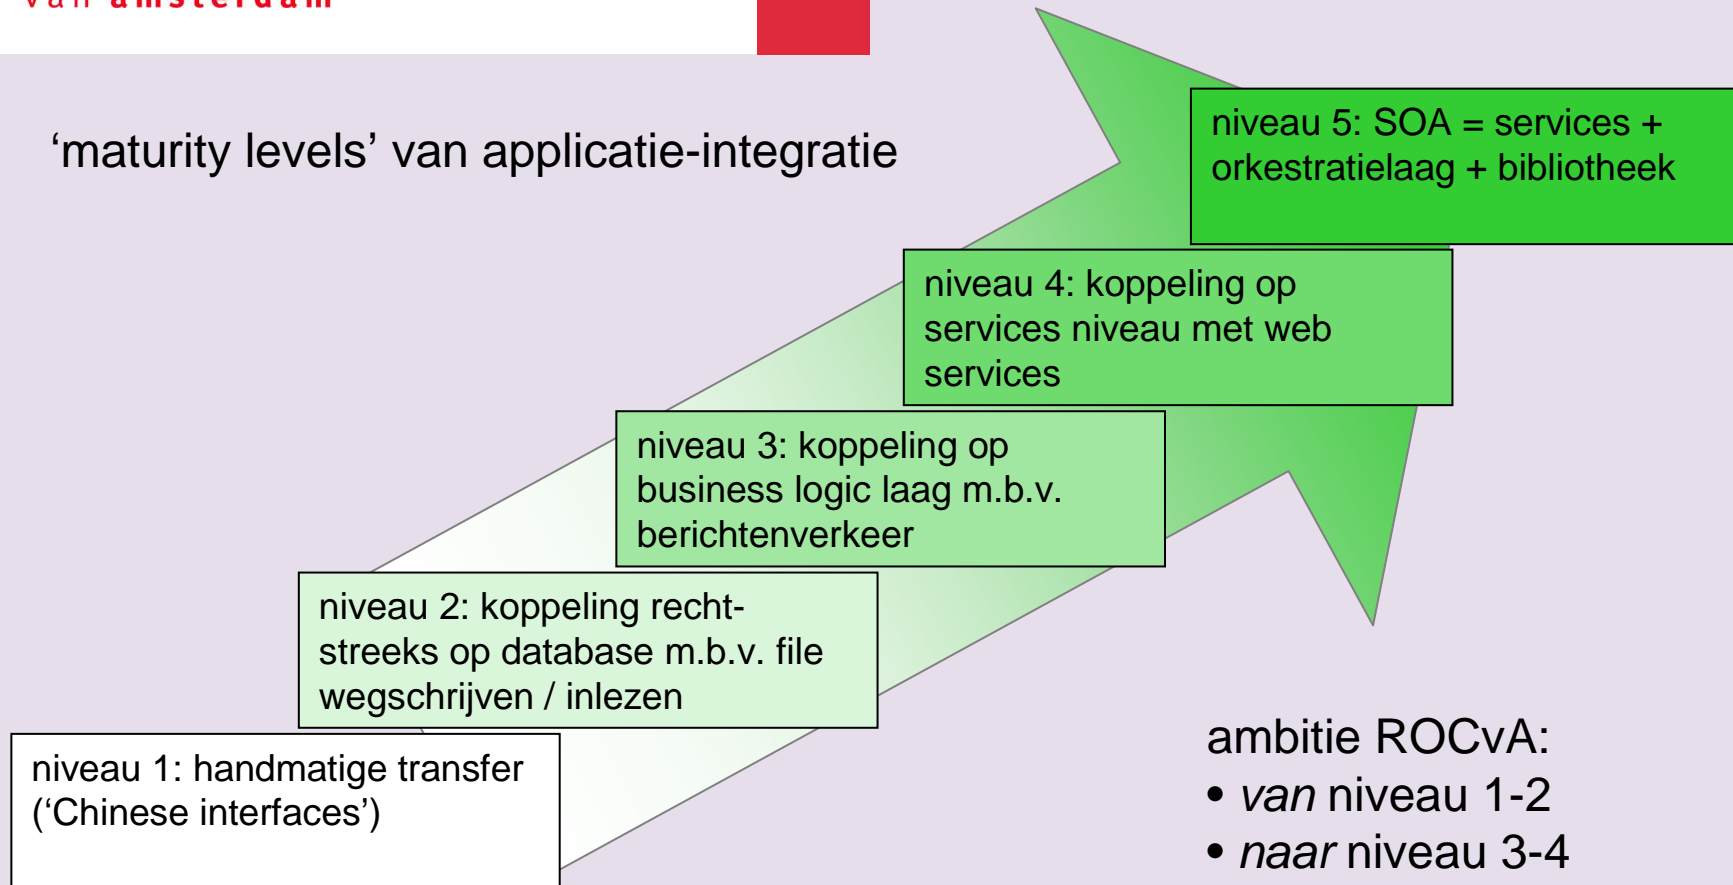 van amsterdam
‘maturity levels’ van applicatie-integratie
niveau 5: SOA = services +
orkestratielaag + bibliotheek
niveau 4: koppeling op
services niveau met web
services
niveau 3: koppeling op
business logic laag m.b.v.
berichtenverkeer
niveau 2: koppeling recht-
streeks op database m.b.v. file
wegschrijven / inlezen
niveau 1: handmatige transfer
(‘Chinese interfaces’)
ambitie ROCvA:
• van niveau 1-2
• naar niveau 3-4